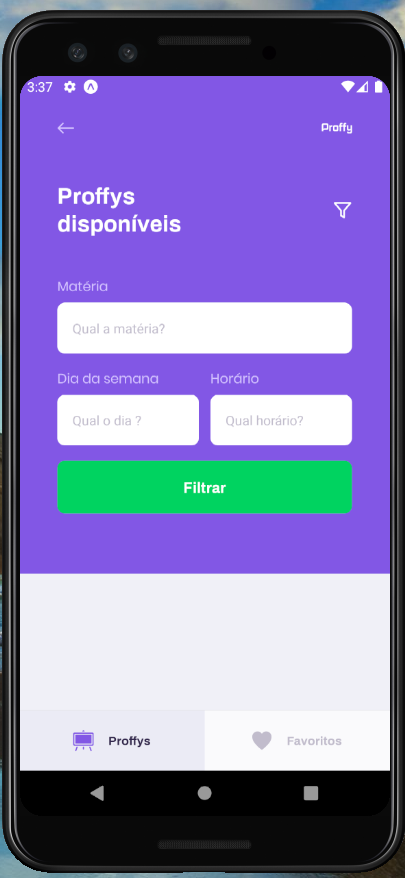 3:37
Proffy
Proffys
disponíveis
Matéria
Qual a matéria?
Dia da semana Horário
Qual o dia ? Qual horário?
Filtrar
Proffys Favoritos